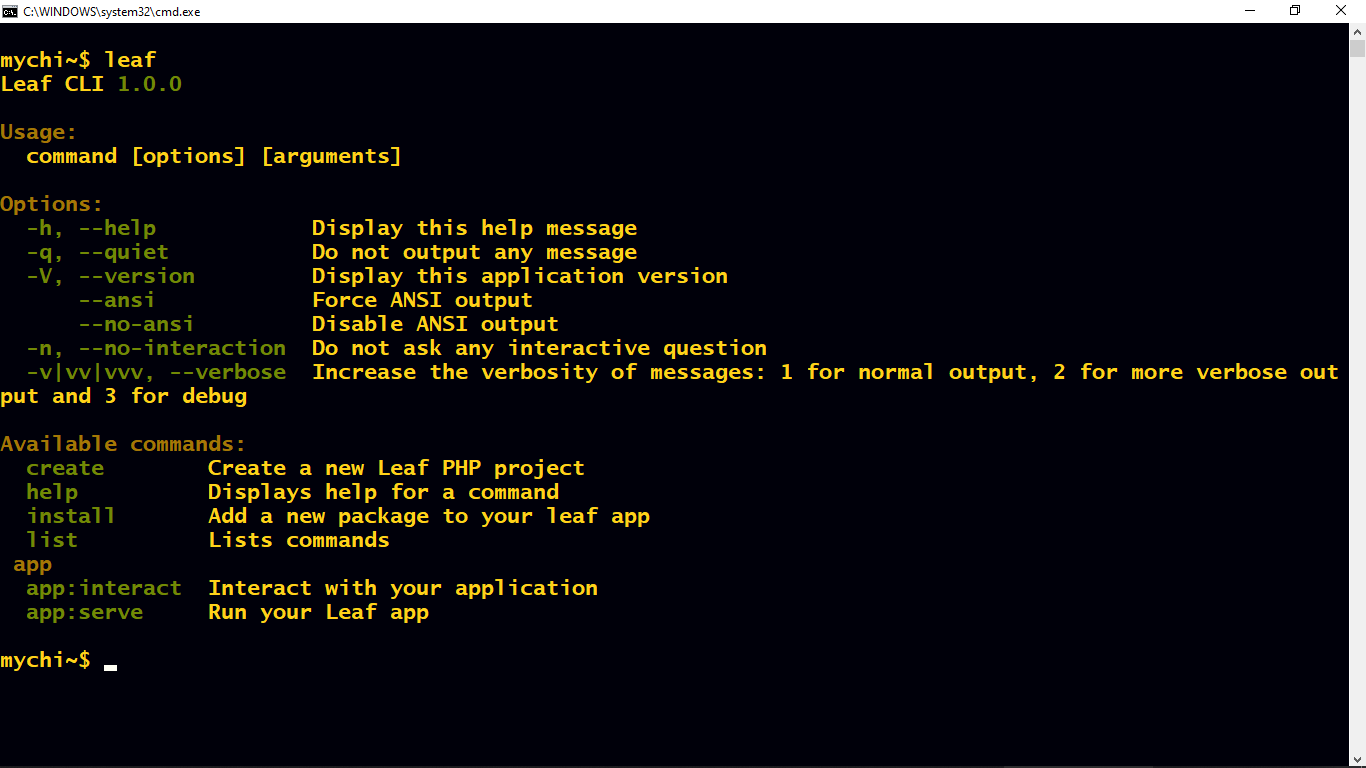 C:\WINDOWS\system32\cmd.exe
mychi~$ leaf
Leaf CLI 1.0.0
Usage:
  command [options] [arguments]
Options:
  -h, --help            Display this help message
  -q, --quiet           Do not output any message
  -V, --version         Display this application version
      --ansi            Force ANSI output
      --no-ansi         Disable ANSI output
  -n, --no-interaction  Do not ask any interactive question
  -v|vv|vvv, --verbose  Increase the verbosity of messages: 1 for normal output, 2 for more verbose out
put and 3 for debug
Available commands:
  create        Create a new Leaf PHP project
  help          Displays help for a command
  install       Add a new package to your leaf app
  list          Lists commands
 app
  app:interact  Interact with your application
  app:serve     Run your Leaf app
mychi~$